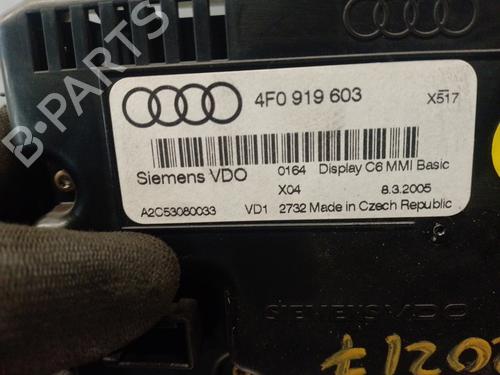 B-PARTS
4F0 919 603
X517
Siemens VDO
0164 Display C6 MMI Basic
X04 8.3.2005
A2C53080033 VD1 2732 Made in Czech Republic
SIEMENS VDO